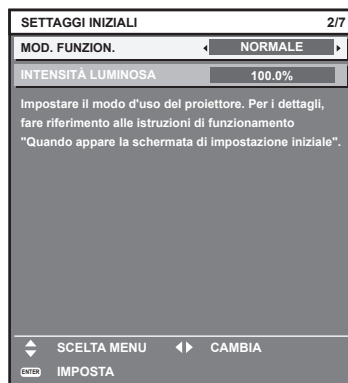 SETTAGGI INIZIALI 2/7
MOD. FUNZION. NORMALE
INTENSITÀ LUMINOSA 100.0%
Impostare il modo d'uso del proiettore. Per i dettagli,
fare riferimento alle istruzioni di funzionamento
"Quando appare la schermata di impostazione iniziale".
SCELTA MENU CAMBIA
ENTER IMPOSTA